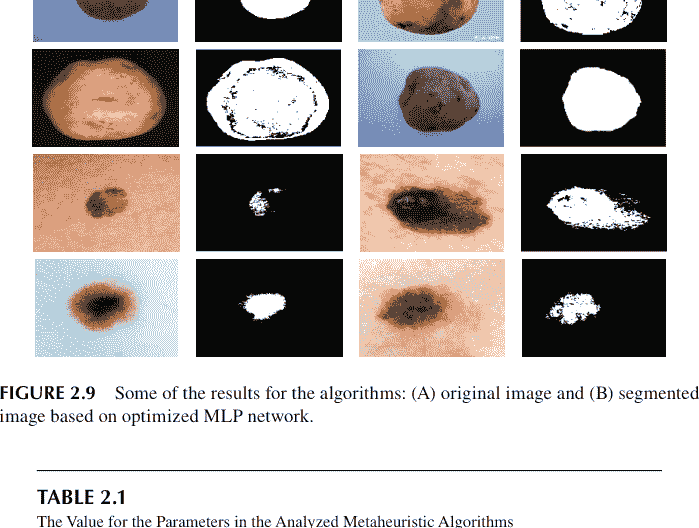 FIGURE 2.9 Some of the results for the algorithms: (A) original image and (B) segmented
image based on optimized MLP network.
TABLE 2.1
The Value for the Parameters in the Analyzed Metaheuristic Algorithms